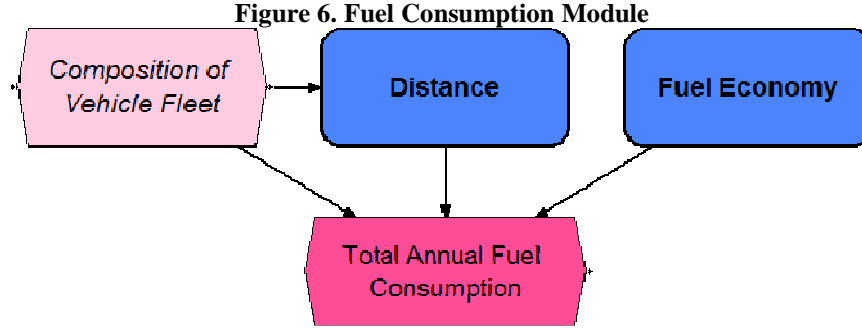 Figure 6. Fuel Consumption Module
Composition of
Vehicle Fleet
Distance
Fuel Economy
Total Annual Fuel
Consumption